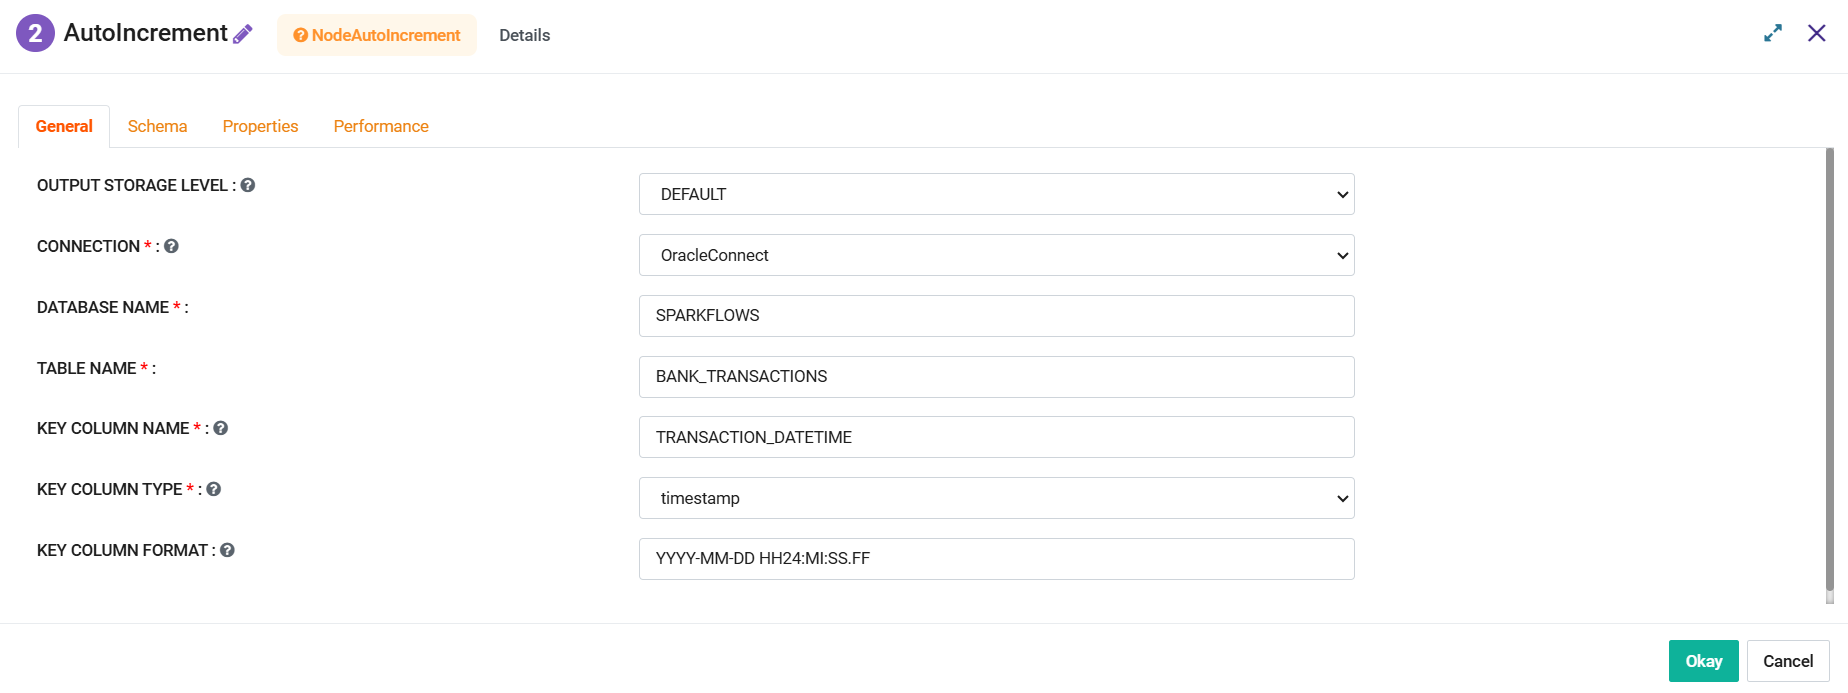 2 AutoIncrement NodeAutoIncrement Details
General Schema Properties Performance
OUTPUT STORAGE LEVEL : DEFAULT
CONNECTION * : OracleConnect
DATABASE NAME * : SPARKFLOWS
TABLE NAME * : BANK_TRANSACTIONS
KEY COLUMN NAME * : TRANSACTION_DATETIME
KEY COLUMN TYPE * : timestamp
KEY COLUMN FORMAT : YYYY-MM-DD HH24:MI:SS.FF
Okay Cancel